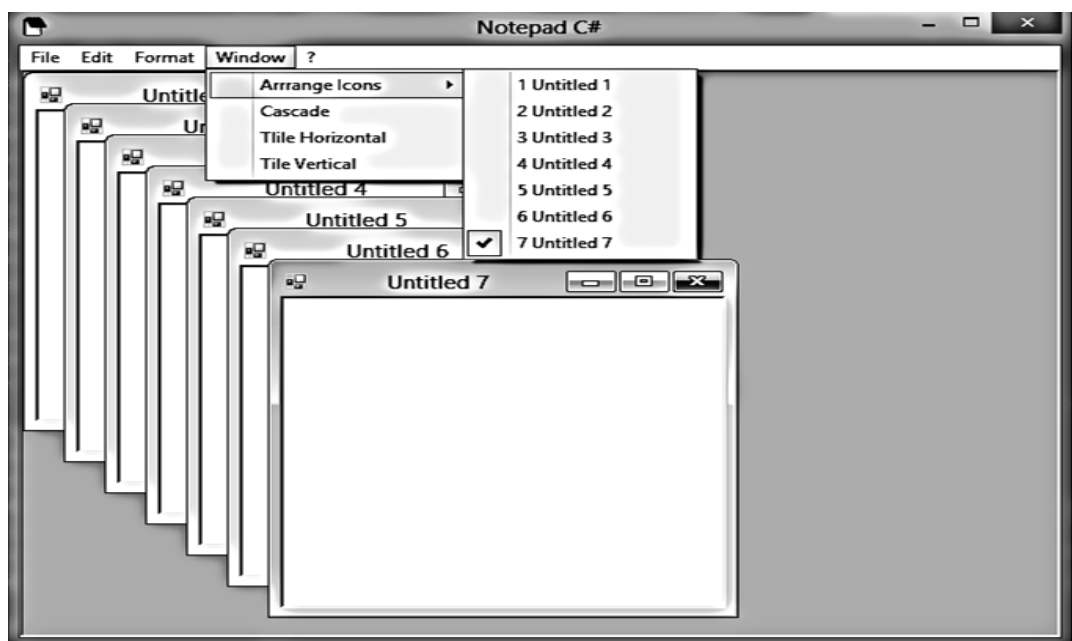 Notepad C#
File Edit Format Window ?
Arrrange Icons
Cascade
Tlile Horizontal
Tile Vertical
1 Untitled 1
2 Untitled 2
3 Untitled 3
4 Untitled 4
5 Untitled 5
6 Untitled 6
7 Untitled 7
Untitle
Ur
Untitled 4
Untitled 5
Untitled 6
Untitled 7